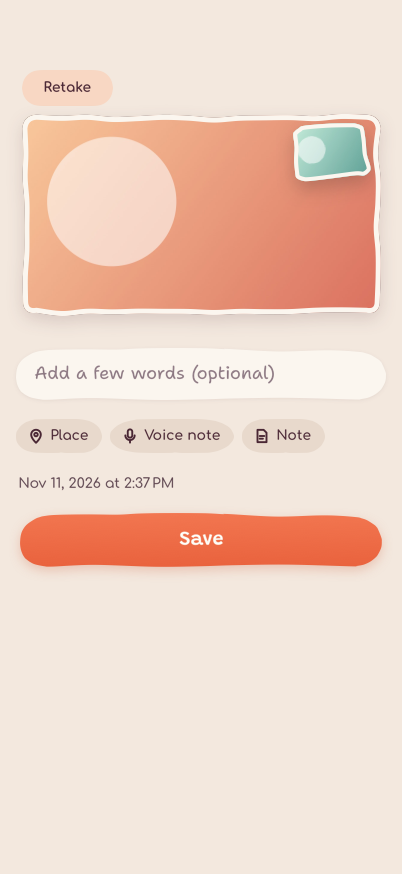 Retake
Add a few words (optional)
Place
Voice note
Note
Nov 11, 2026 at 2:37 PM
Save